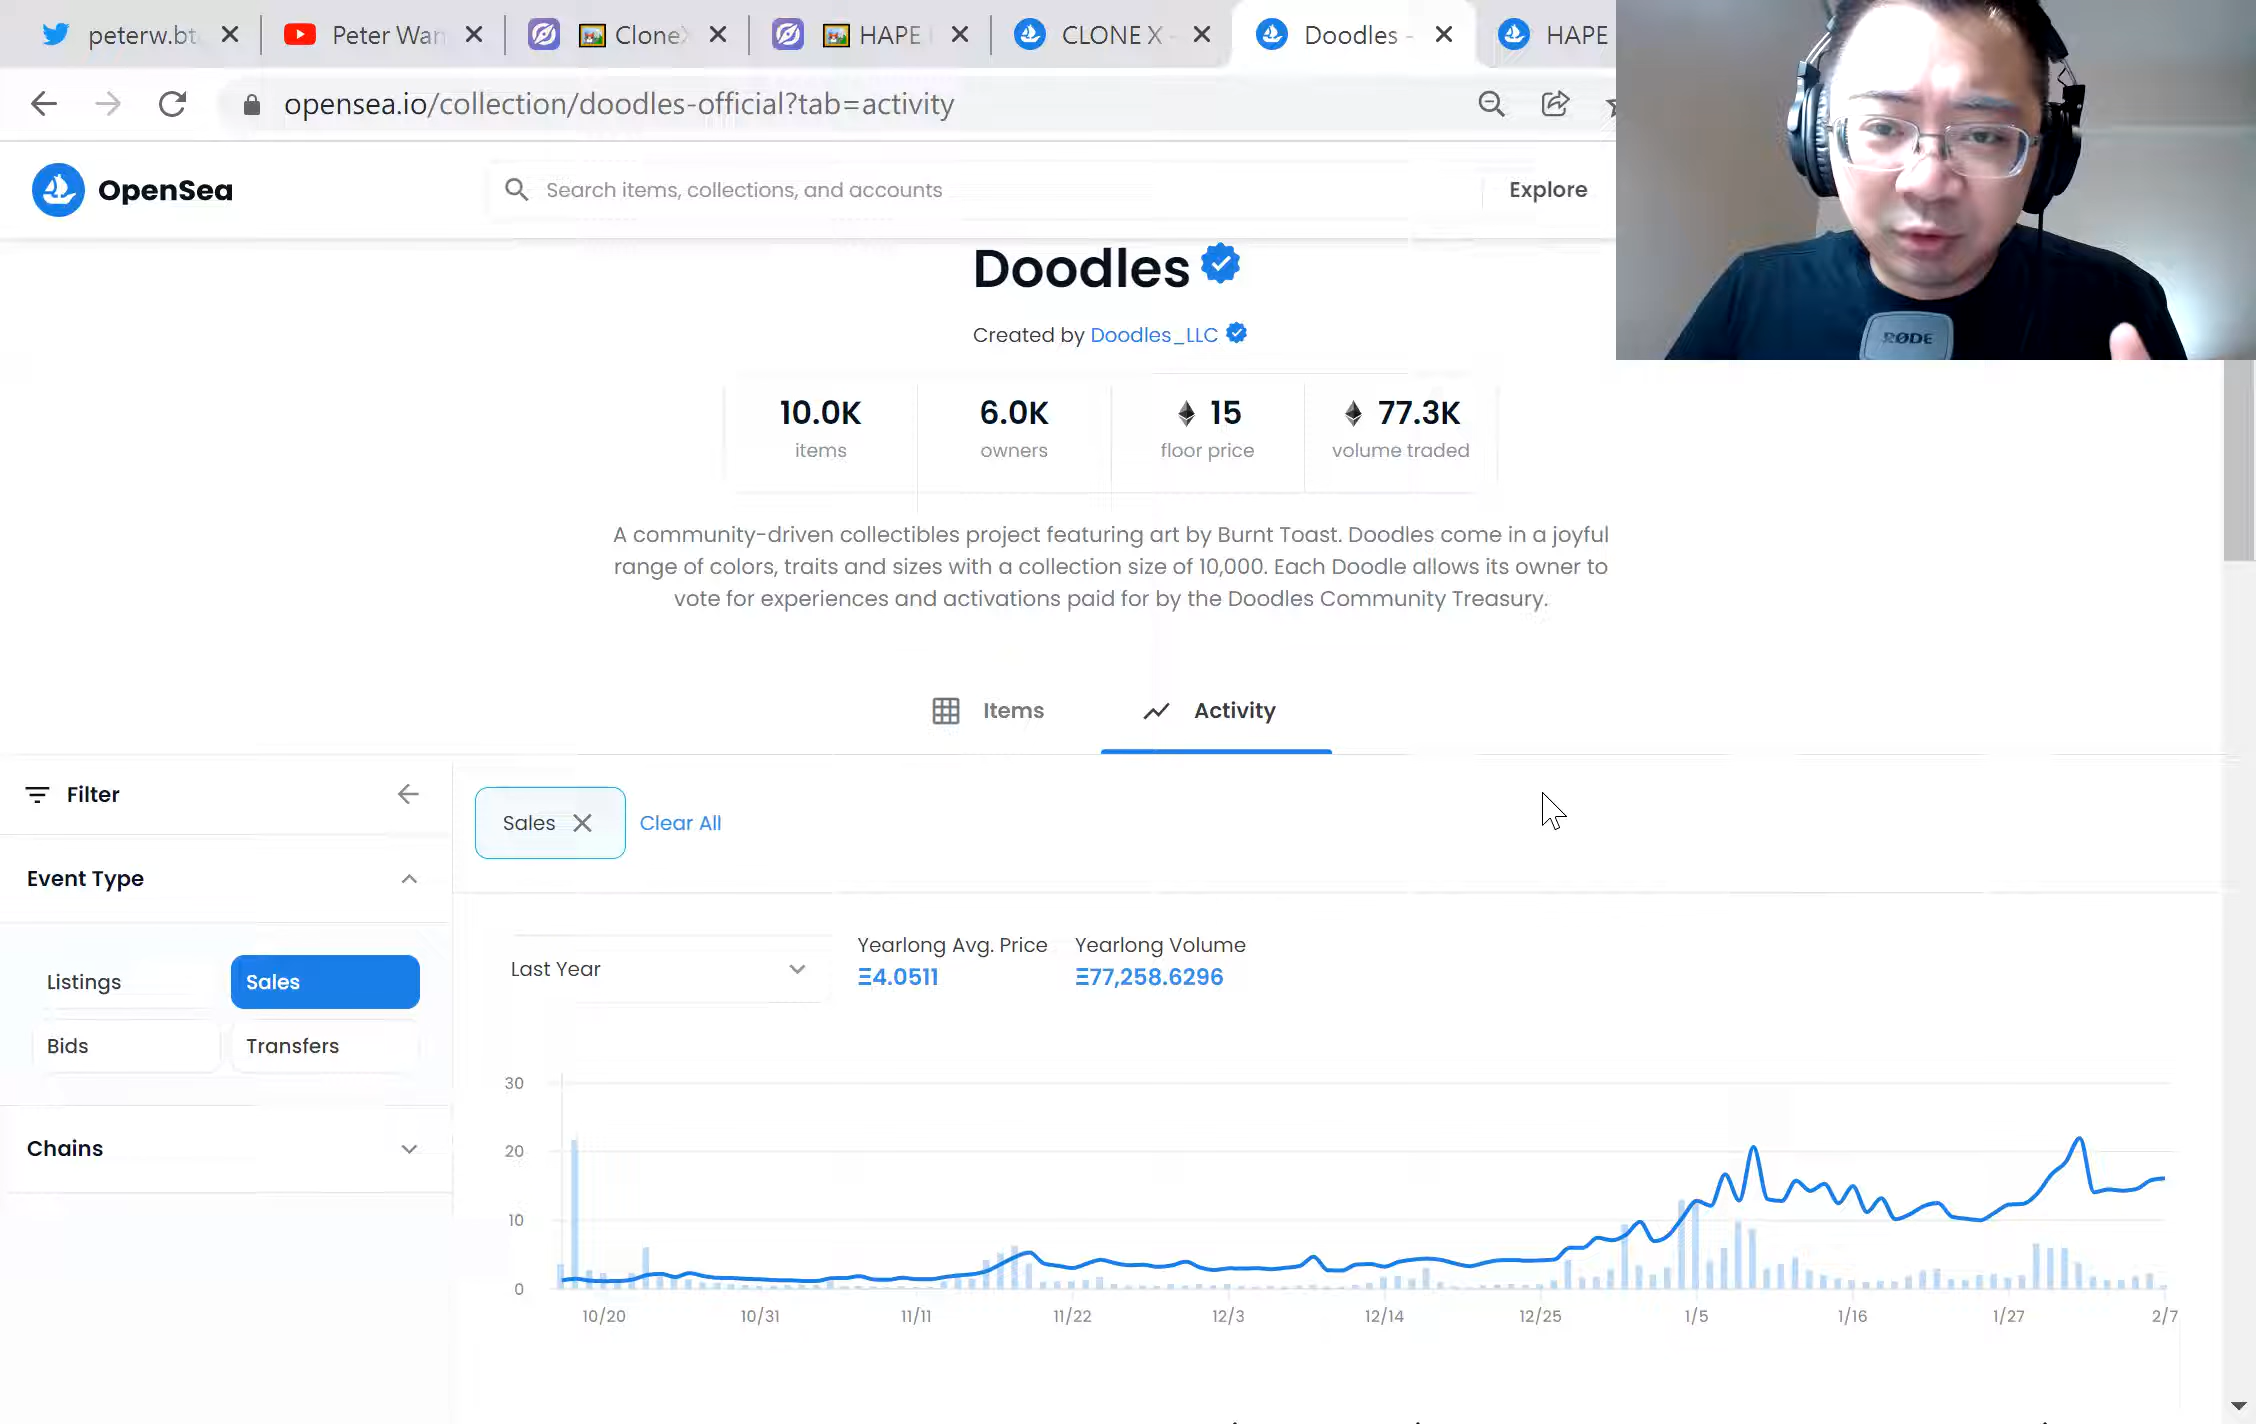 peterw.bt
Peter Wan
Clone
HAPE
CLONE X -
Doodles -
HAPE
opensea.io/collection/doodles-official?tab=activity
OpenSea
Search items, collections, and accounts
Explore
RØDE
Doodles
Created by Doodles_LLC
10.0K
6.0K
15
77.3K
items
owners
floor price
volume traded
A community-driven collectibles project featuring art by Burnt Toast. Doodles come in a joyful
range of colors, traits and sizes with a collection size of 10,000. Each Doodle allows its owner to
vote for experiences and activations paid for by the Doodles Community Treasury.
Items
Activity
Filter
Sales
Clear All
Event Type
Listings
Sales
Bids
Transfers
Chains
Last Year
Yearlong Avg. Price
Ξ4.0511
Yearlong Volume
Ξ77,258.6296
30
20
10
0
10/20
10/31
11/11
11/22
12/3
12/14
12/25
1/5
1/16
1/27
2/7